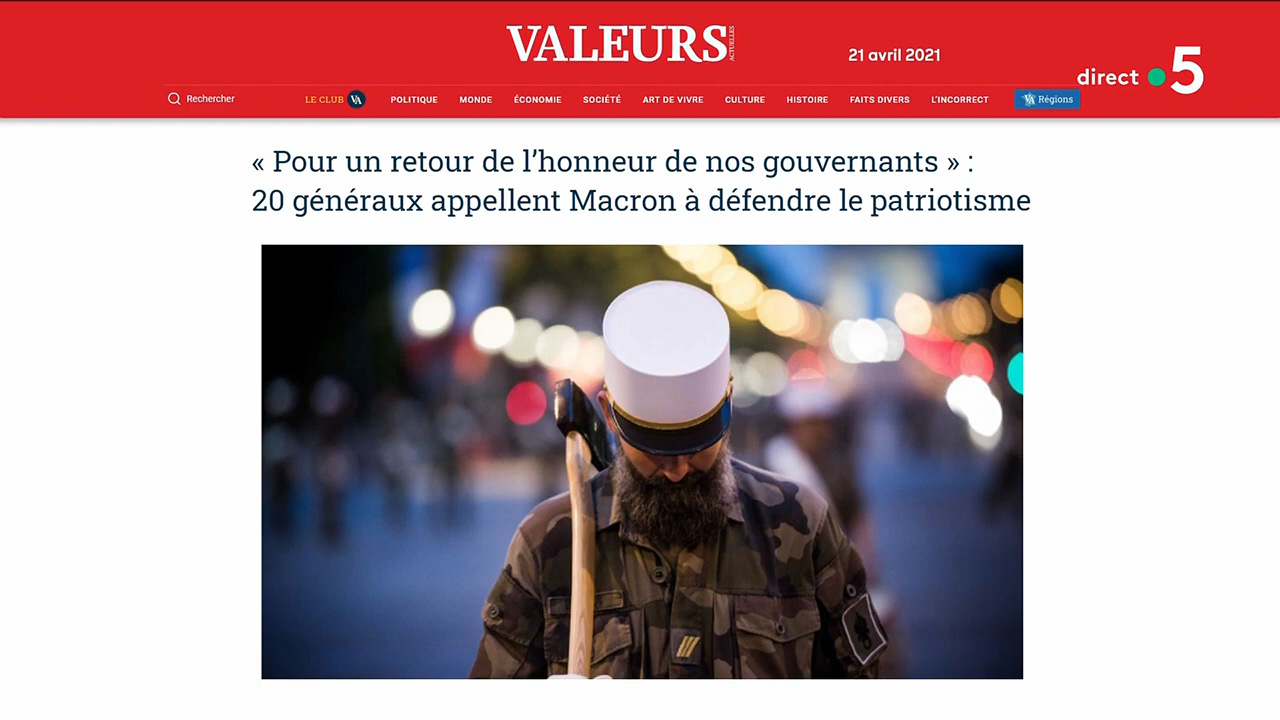 VALEURS
ACTUELLES
21 avril 2021
direct 5
Rechercher
LE CLUB VA
POLITIQUE
MONDE
ÉCONOMIE
SOCIÉTÉ
ART DE VIVRE
CULTURE
HISTOIRE
FAITS DIVERS
L'INCORRECT
VA Régions
« Pour un retour de l’honneur de nos gouvernants » :
20 généraux appellent Macron à défendre le patriotisme